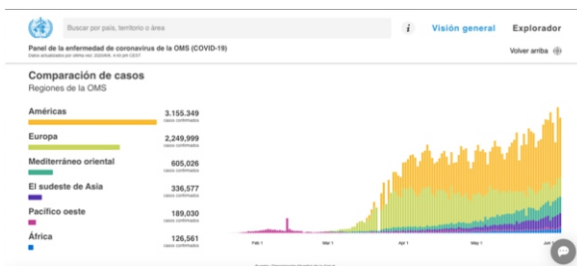 Buscar por país, territorio o área
i
Visión general
Explorador
Panel de la enfermedad de coronavirus de la OMS (COVID-19)
Volver arriba
Comparación de casos
Regiones de la OMS
Américas
3.155.349
casos confirmados
Europa
2,249,999
casos confirmados
Mediterráneo oriental
605,026
casos confirmados
El sudeste de Asia
336,577
casos confirmados
Pacífico oeste
189,030
casos confirmados
África
126,561
casos confirmados
Feb 1
Mar 1
Apr 1
May 1